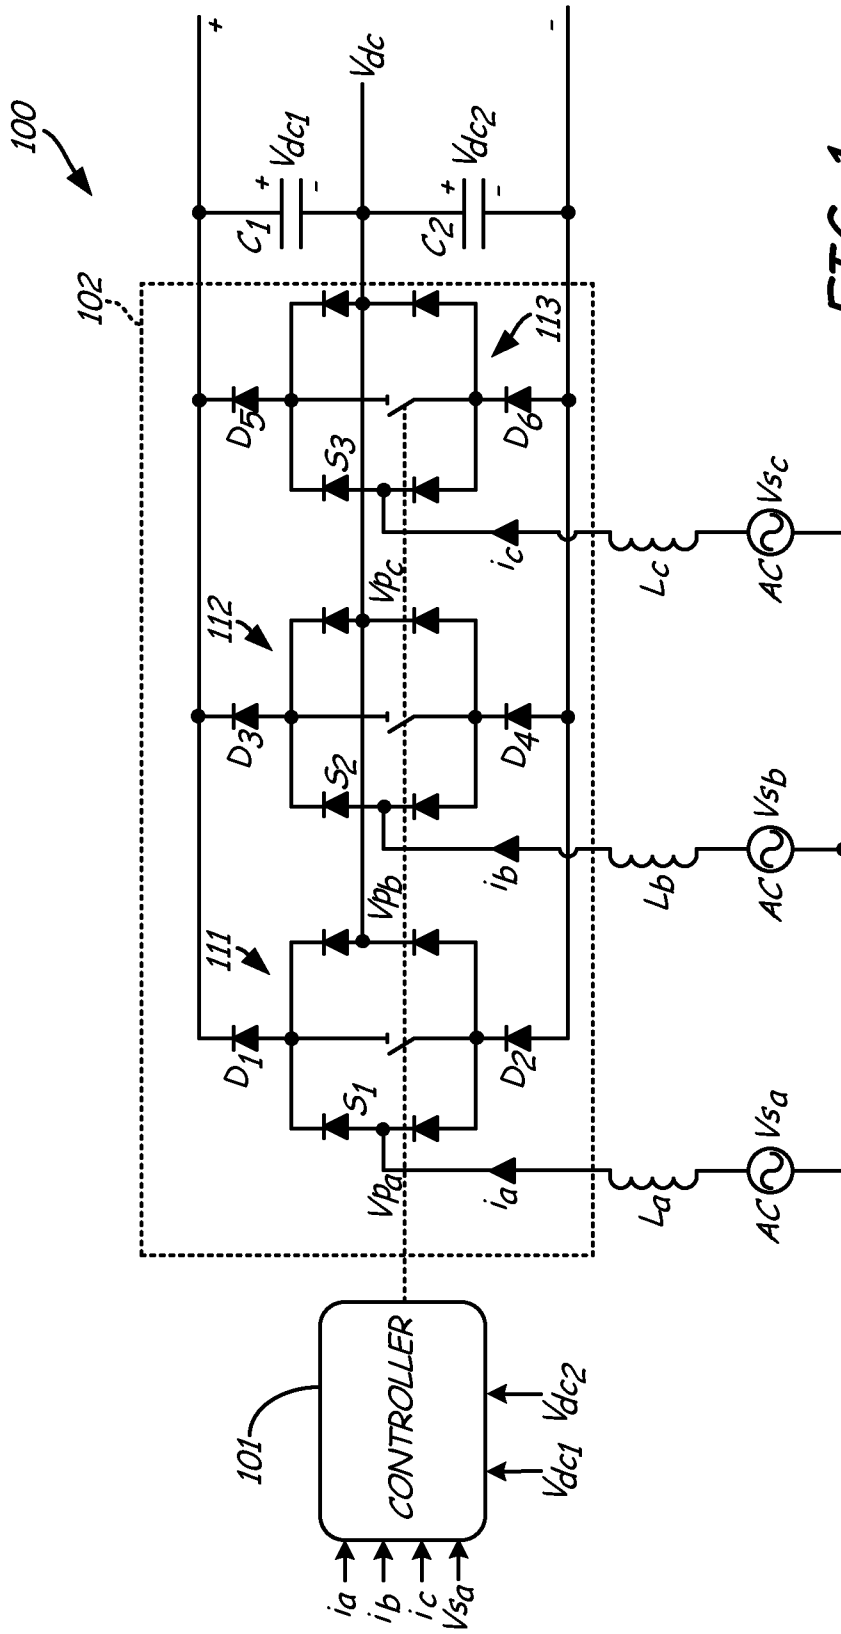 100
102
+
-
Vdc
C1
+
Vdc1
-
C2
+
Vdc2
-
111
112
113
D1
D3
D5
S1
S2
S3
Vpa
Vpb
Vpc
D2
D4
D6
ia
ib
ic
La
Lb
Lc
AC
Vsa
AC
Vsb
AC
Vsc
101
CONTROLLER
ia
ib
ic
Vsa
Vdc1
Vdc2